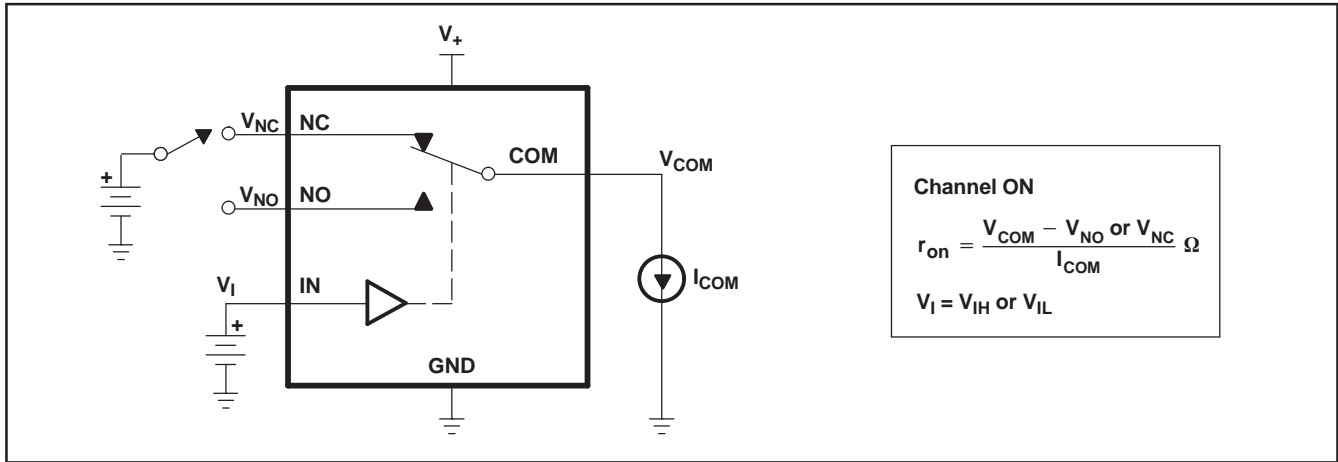 V+
VNC NC
COM VCOM
+
VNO NO
VI IN
+
ICOM
GND
Channel ON
ron = VCOM − VNO or VNC / ICOM Ω
VI = VIH or VIL